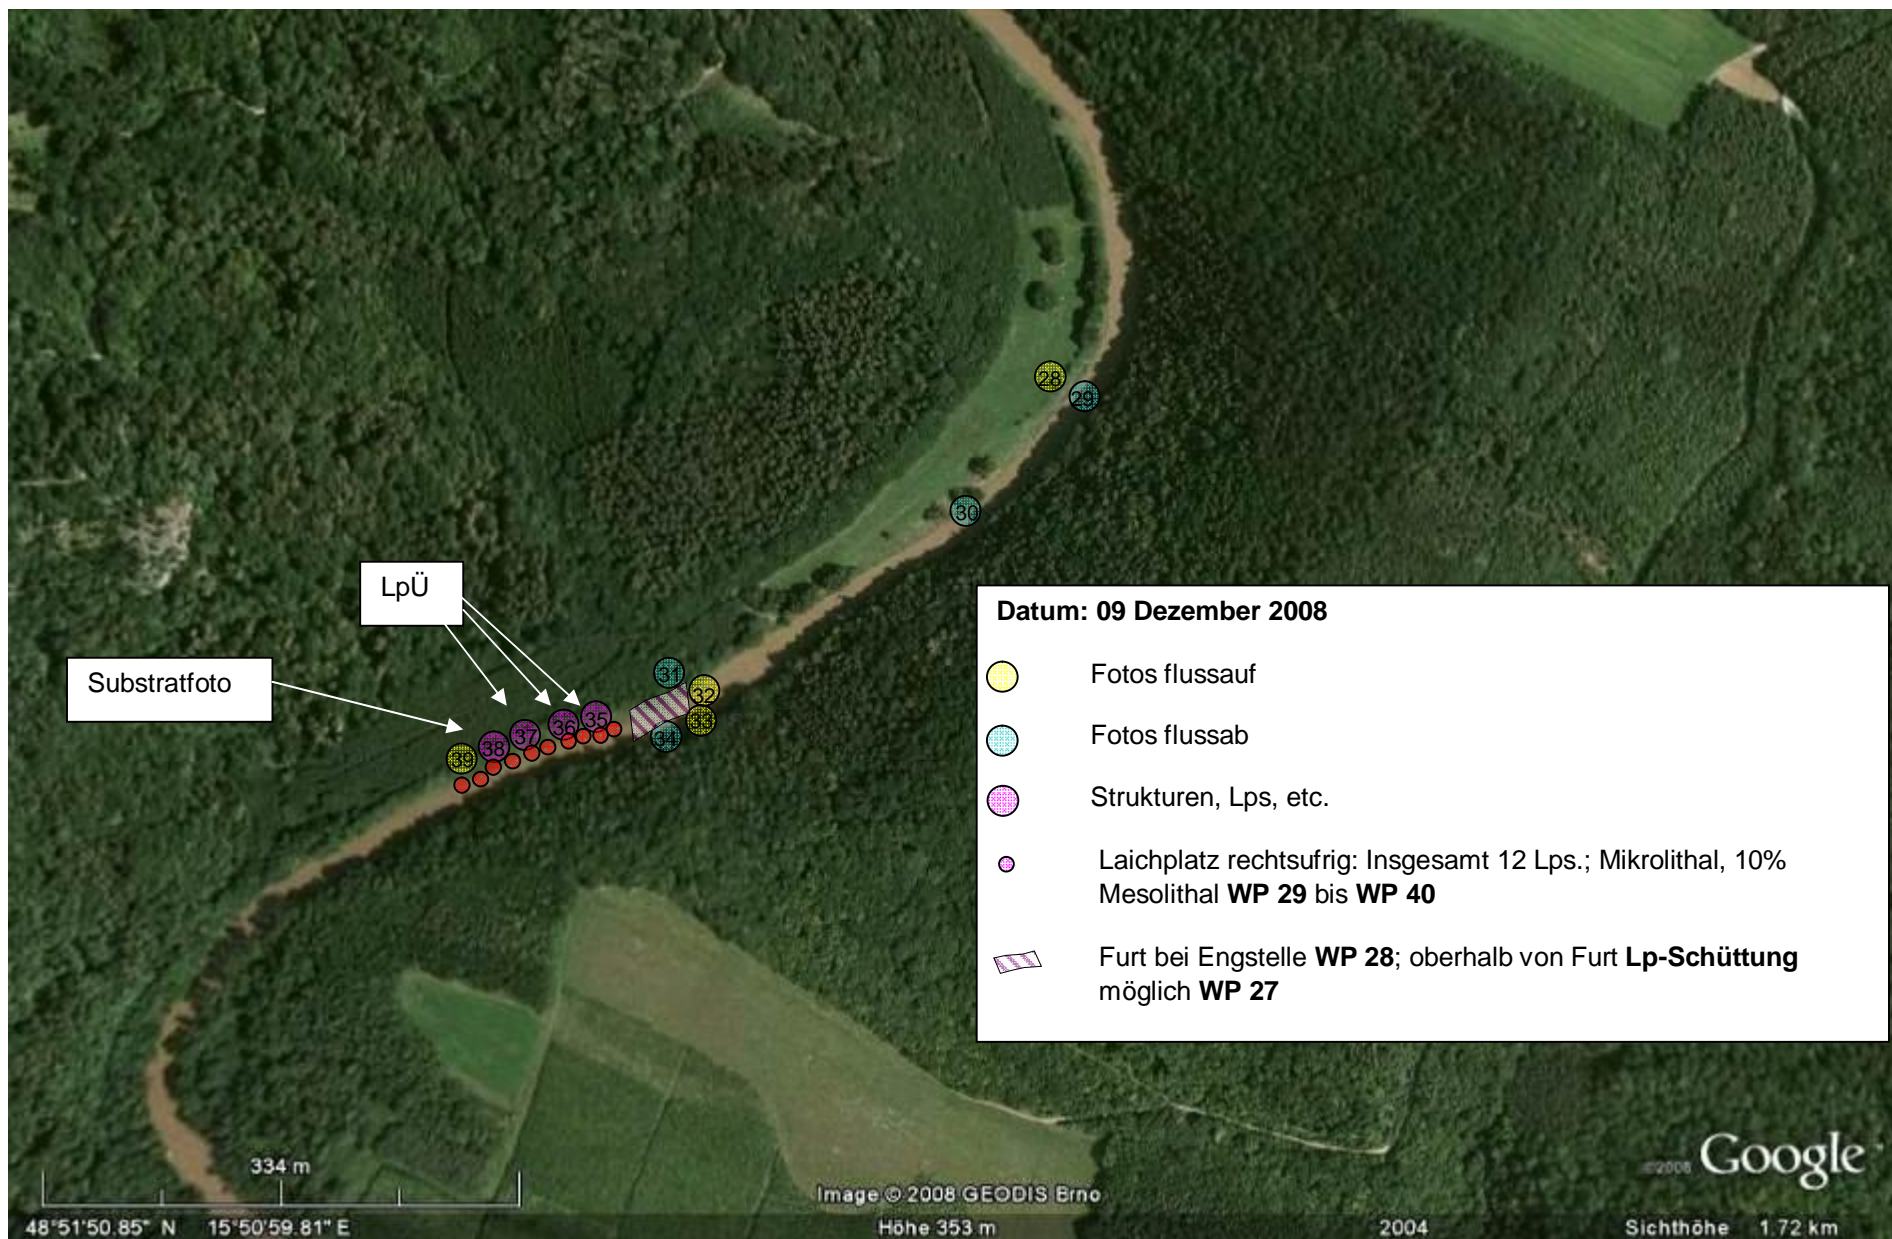 28
29
30
LpÜ
Datum: 09 Dezember 2008
Substratfoto
31
32
Fotos flussauf
35
33
36
37
38
39
Fotos flussab
Strukturen, Lps, etc.
Laichplatz rechtsufrig: Insgesamt 12 Lps.; Mikrolithal, 10%
Mesolithal WP 29 bis WP 40
Furt bei Engstelle WP 28; oberhalb von Furt Lp-Schüttung
möglich WP 27
334 m
©2008 Google
Image © 2008 GEODIS Brno
48°51'50.85" N 15°50'59.81" E
Höhe 353 m
2004
Sichthöhe 1.72 km